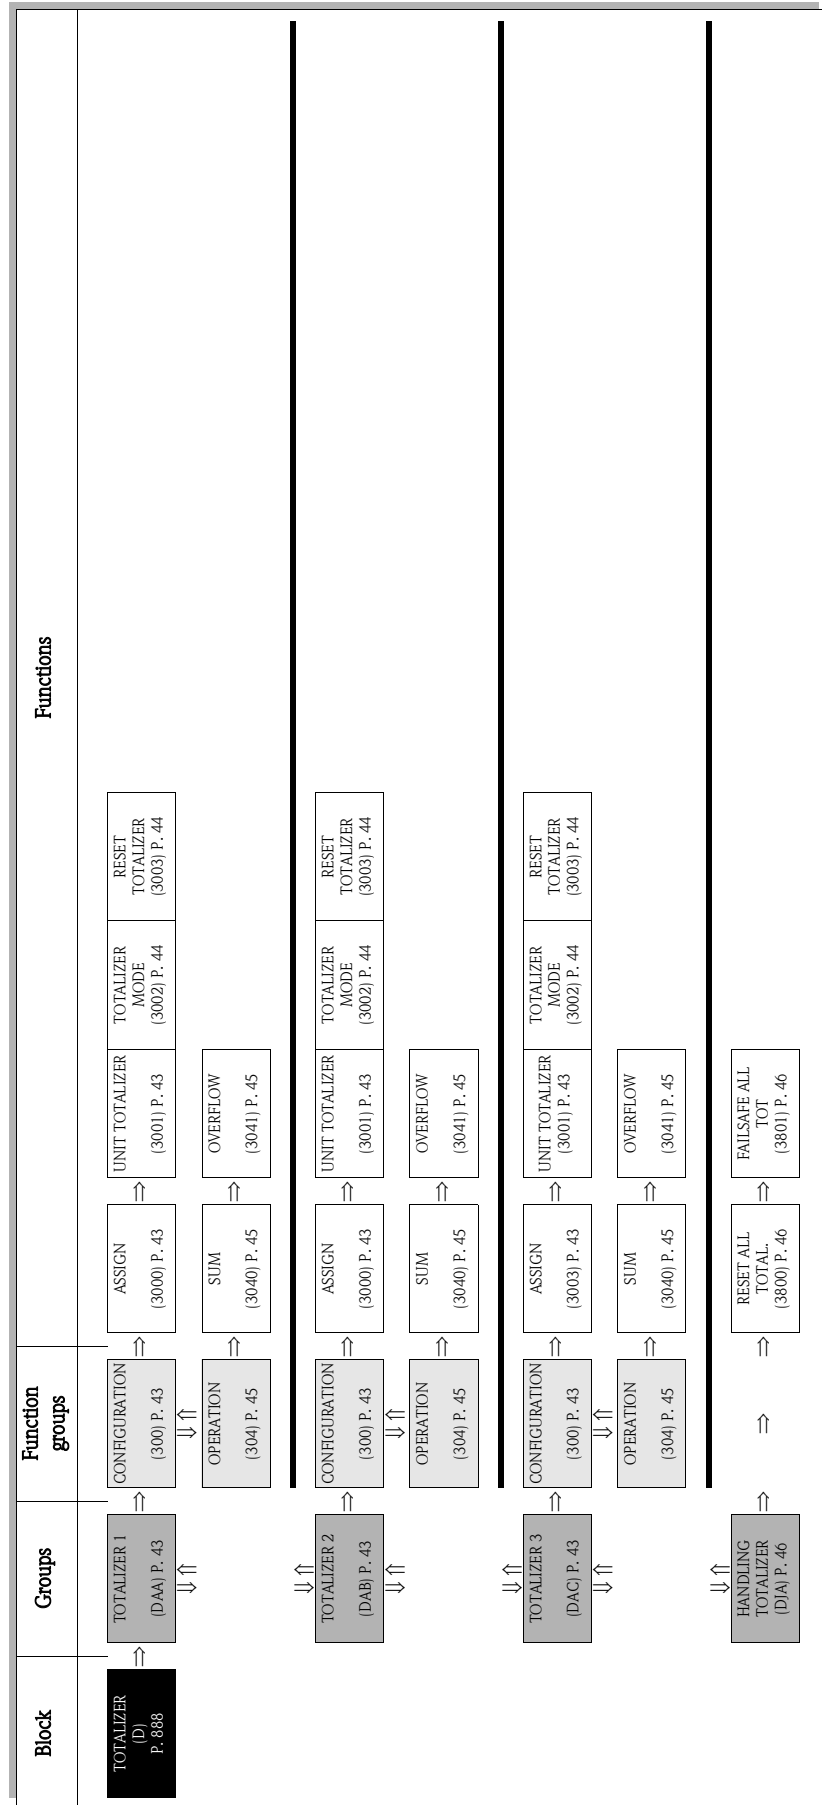 Block
Groups
Function
groups
Functions
TOTALIZER
(D)
P. 888
TOTALIZER 1
(DAA) P. 43
CONFIGURATION
(300) P. 43
ASSIGN
(3000) P. 43
UNIT TOTALIZER
(3001) P. 43
TOTALIZER
MODE
(3002) P. 44
RESET
TOTALIZER
(3003) P. 44
OPERATION
(304) P. 45
SUM
(3040) P. 45
OVERFLOW
(3041) P. 45
TOTALIZER 2
(DAB) P. 43
CONFIGURATION
(300) P. 43
ASSIGN
(3000) P. 43
UNIT TOTALIZER
(3001) P. 43
TOTALIZER
MODE
(3002) P. 44
RESET
TOTALIZER
(3003) P. 44
OPERATION
(304) P. 45
SUM
(3040) P. 45
OVERFLOW
(3041) P. 45
TOTALIZER 3
(DAC) P. 43
CONFIGURATION
(300) P. 43
ASSIGN
(3003) P. 43
UNIT TOTALIZER
(3001) P. 43
TOTALIZER
MODE
(3002) P. 44
RESET
TOTALIZER
(3003) P. 44
OPERATION
(304) P. 45
SUM
(3040) P. 45
OVERFLOW
(3041) P. 45
HANDLING
TOTALIZER
(DJA) P. 46
RESET ALL
TOTAL.
(3800) P. 46
FAILSAFE ALL
TOT
(3801) P. 46